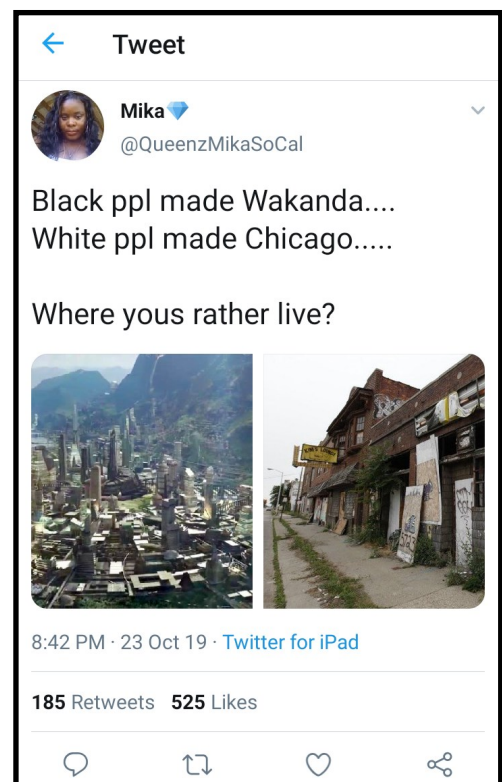 Tweet
Mika💎
@QueenzMikaSoCal
Black ppl made Wakanda....
White ppl made Chicago.....
Where yous rather live?
8:42 PM · 23 Oct 19 · Twitter for iPad
185 Retweets 525 Likes